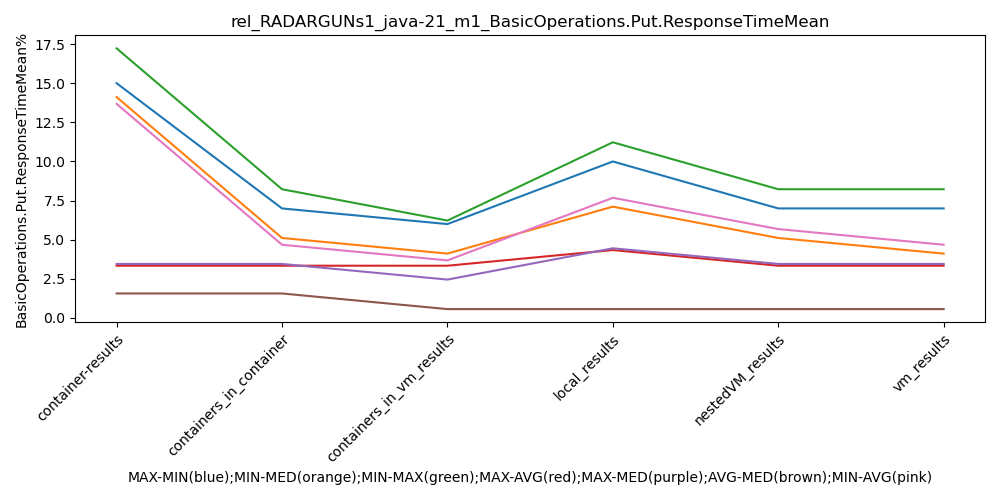 rel_RADARGUNs1_java-21_m1_BasicOperations.Put.ResponseTimeMean
BasicOperations.Put.ResponseTimeMean%
17.5
15.0
12.5
10.0
7.5
5.0
2.5
0.0
container-results
containers_in_container
containers_in_vm_results
local_results
nestedVM_results
vm_results
MAX-MIN(blue);MIN-MED(orange);MIN-MAX(green);MAX-AVG(red);MAX-MED(purple);AVG-MED(brown);MIN-AVG(pink)